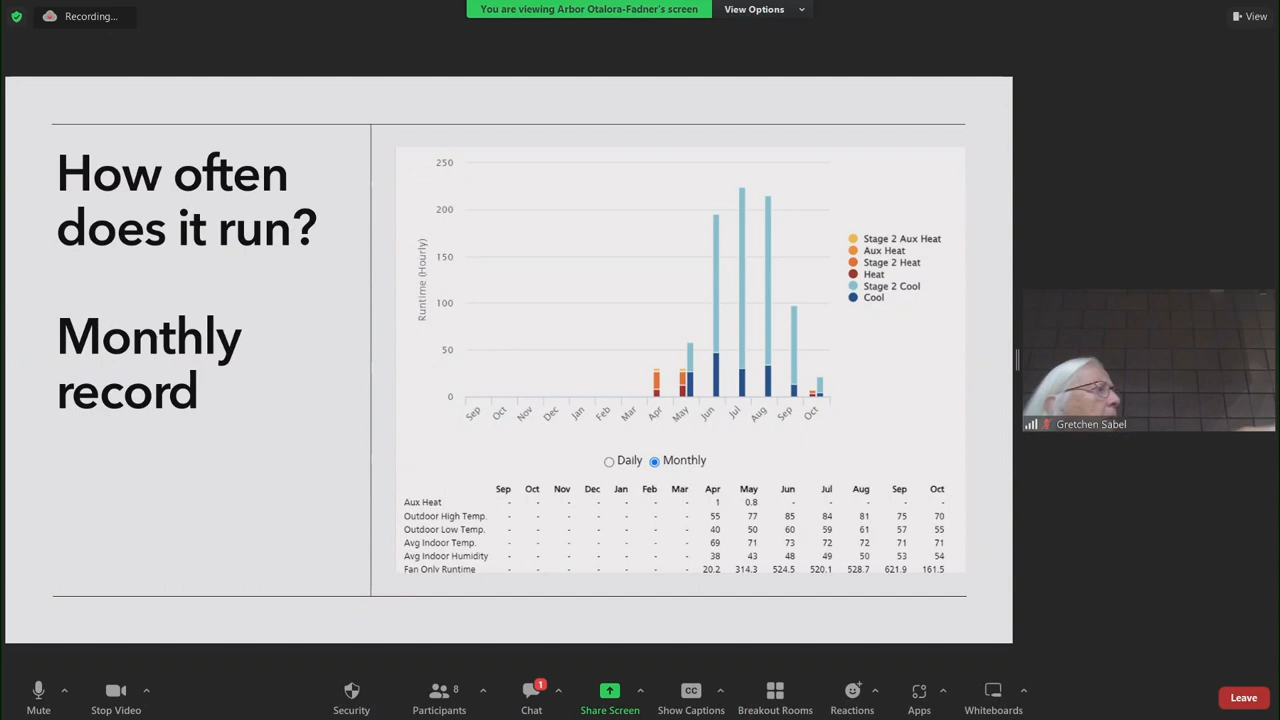 Recording...
You are viewing Arbor Otalora-Fadner's screen
View Options
View
How often
does it run?
Monthly
record
250
200
150
100
50
0
Runtime (Hourly)
Sep Oct Nov Dec Jan Feb Mar Apr May Jun Jul Aug Sep Oct
Stage 2 Aux Heat
Aux Heat
Stage 2 Heat
Heat
Stage 2 Cool
Cool
Daily Monthly
Sep Oct Nov Dec Jan Feb Mar Apr May Jun Jul Aug Sep Oct
Aux Heat - - - - - - - 1 0.8 - - - - -
Outdoor High Temp. - - - - - - - 55 77 85 84 81 75 70
Outdoor Low Temp. - - - - - - - 40 50 60 59 61 57 55
Avg Indoor Temp. - - - - - - - 69 71 73 72 72 71 71
Avg Indoor Humidity - - - - - - - 38 43 48 49 50 53 54
Fan Only Runtime - - - - - - - 20.2 314.3 524.5 520.1 528.7 621.9 161.5
Gretchen Sabel
Mute
Stop Video
Security
Participants 8
Chat 1
Share Screen
CC
Show Captions
Breakout Rooms
Reactions
Apps
Whiteboards
Leave